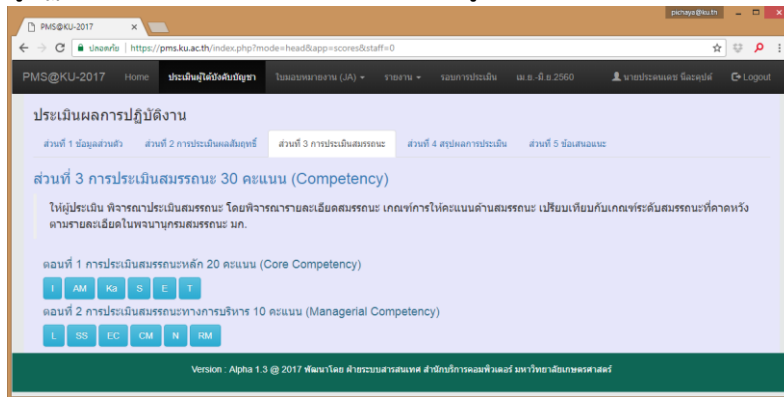 pichaya@ku.th
PMS@KU-2017
ปลอดภัย | https://pms.ku.ac.th/index.php?mode=head&app=scores&staff=0
PMS@KU-2017 Home ประเมินผู้ใต้บังคับบัญชา ใบมอบหมายงาน (JA) รายงาน รอบการประเมิน เม.ย.-มิ.ย.2560 Logout
ประเมินผลการปฏิบัติงาน
ส่วนที่ 1 ข้อมูลส่วนตัว ส่วนที่ 2 การประเมินผลสัมฤทธิ์ ส่วนที่ 3 การประเมินสมรรถนะ ส่วนที่ 4 สรุปผลการประเมิน ส่วนที่ 5 ข้อเสนอแนะ
ส่วนที่ 3 การประเมินสมรรถนะ 30 คะแนน (Competency)
ให้ผู้ประเมิน พิจารณาประเมินสมรรถนะ โดยพิจารณารายละเอียดสมรรถนะ เกณฑ์การให้คะแนนด้านสมรรถนะ เปรียบเทียบกับเกณฑ์ระดับสมรรถนะที่คาดหวัง
ตามรายละเอียดในพจนานุกรมสมรรถนะ มก.
ตอนที่ 1 การประเมินสมรรถนะหลัก 20 คะแนน (Core Competency)
I AM Ka S E T
ตอนที่ 2 การประเมินสมรรถนะทางการบริหาร 10 คะแนน (Managerial Competency)
L SS EC CM N RM
Version : Alpha 1.3 @ 2017 พัฒนาโดย ฝ่ายระบบสารสนเทศ สำนักบริการคอมพิวเตอร์ มหาวิทยาลัยเกษตรศาสตร์